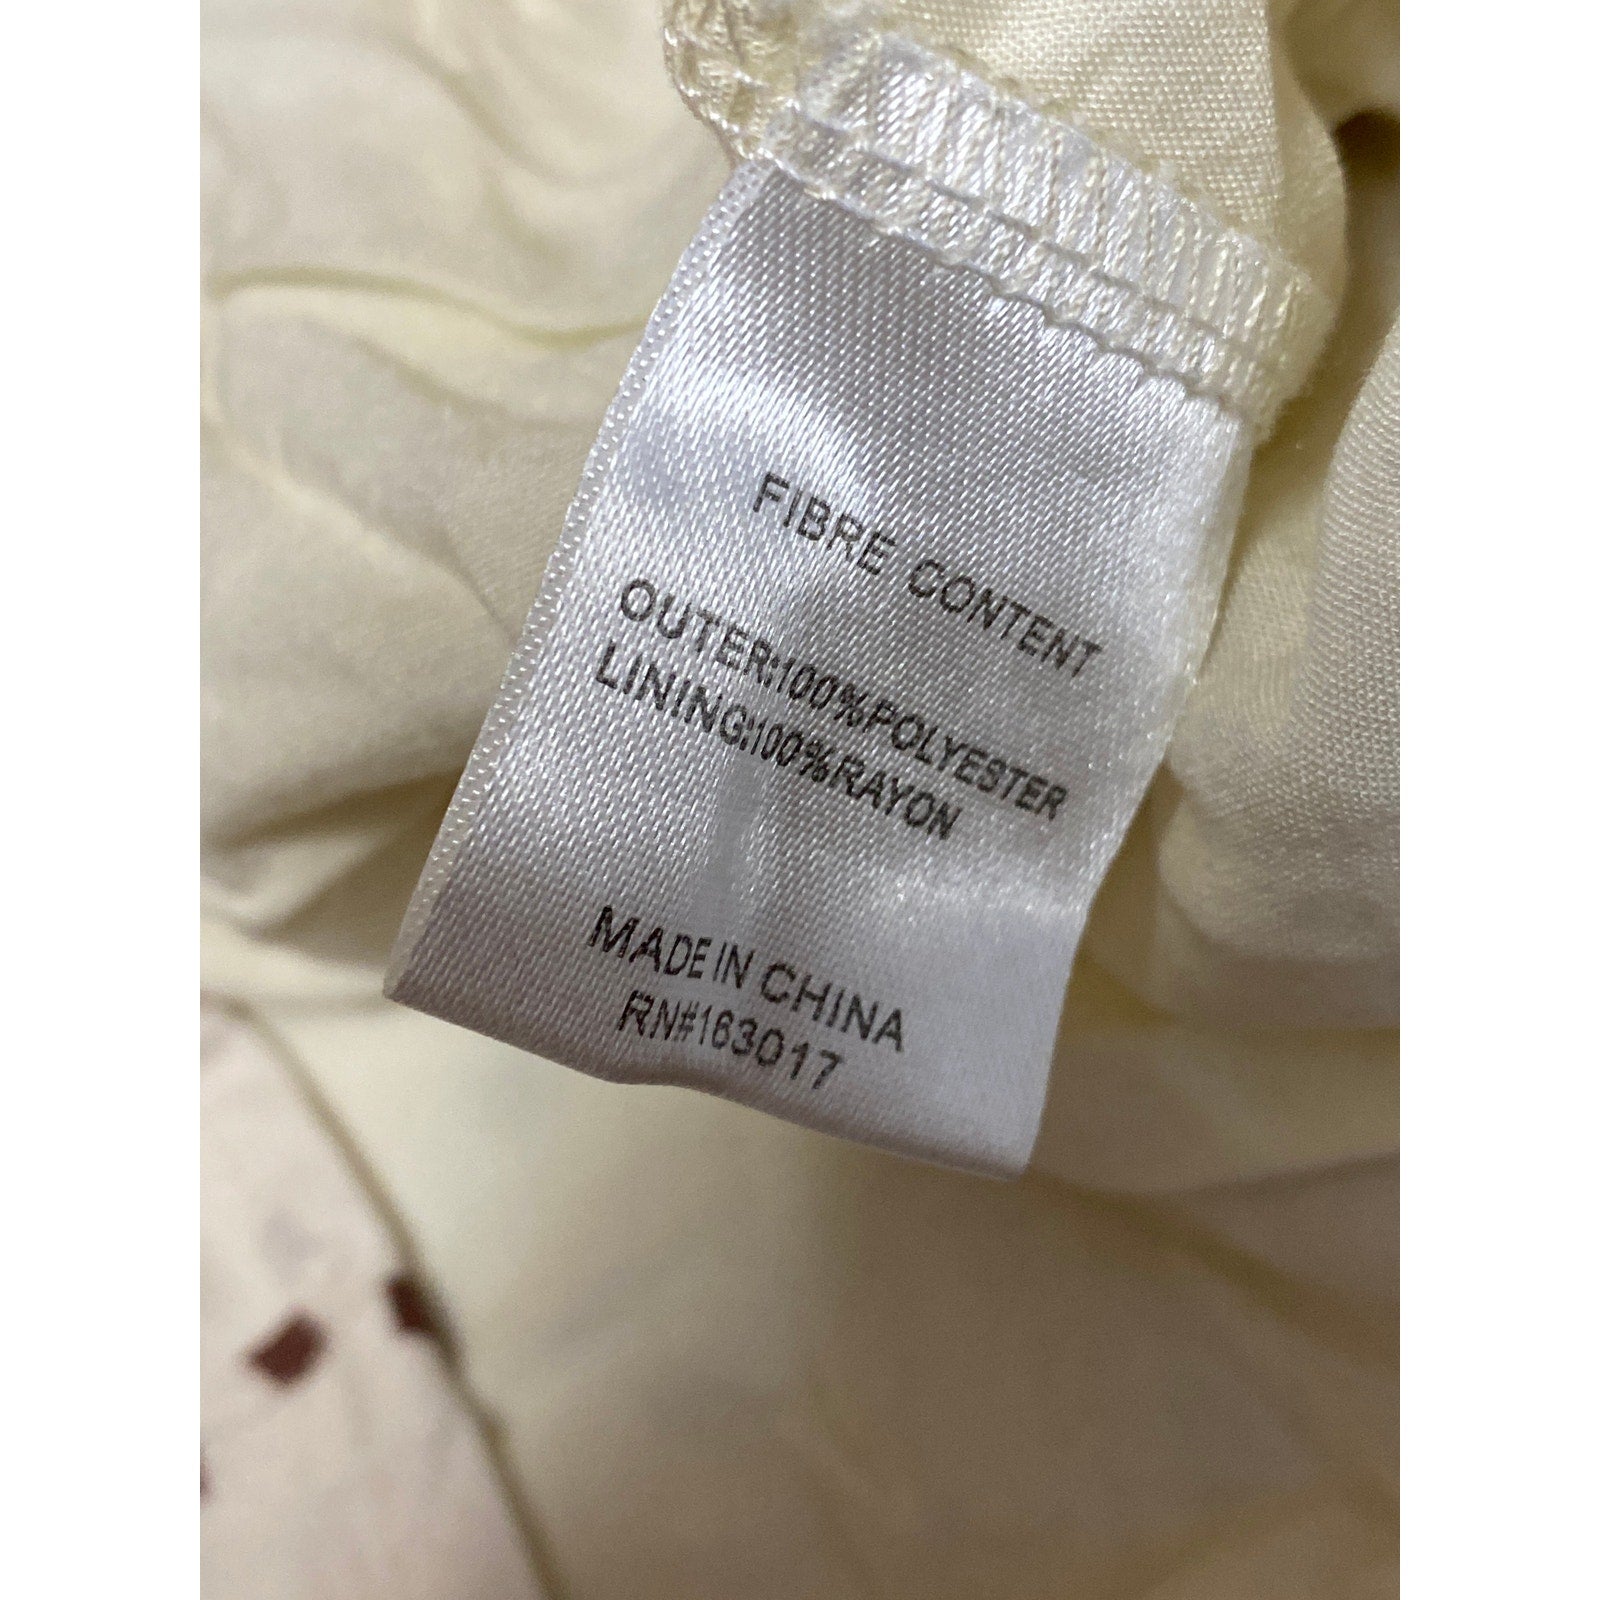 FIBRE CONTENT
OUTER:100%POLYESTER
LINING:100%RAYON
MADE IN CHINA
RN#163017